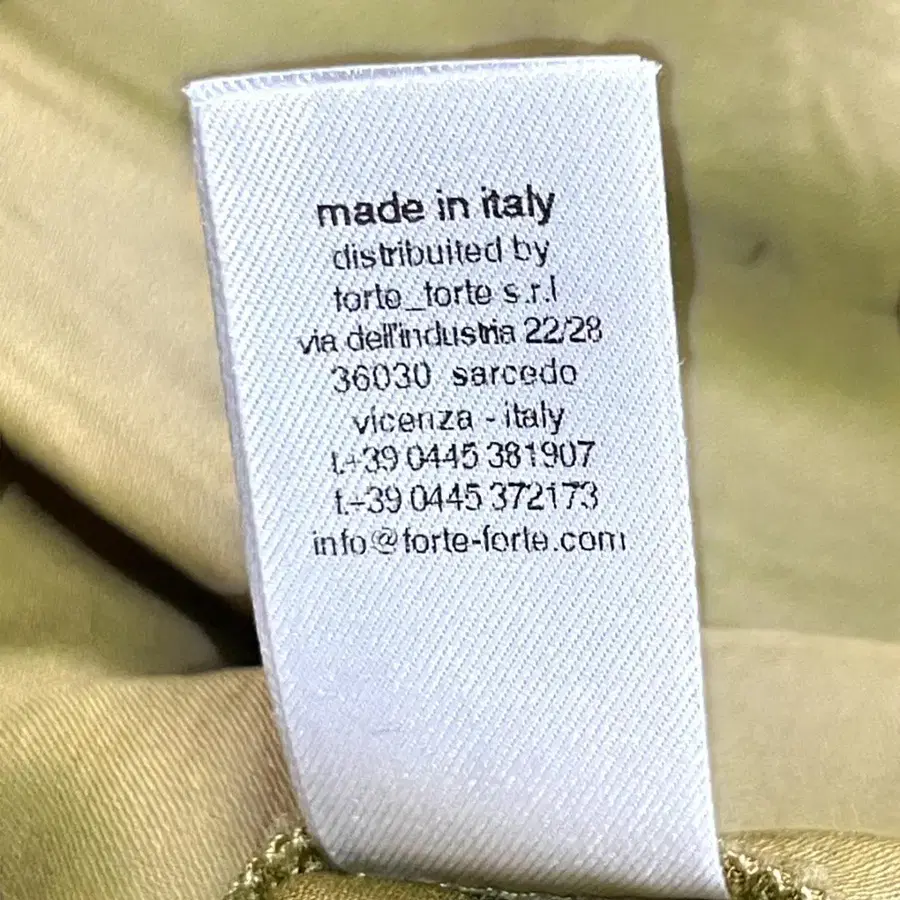 made in italy
distribuited by
forte_forte s.r.l
via dell'industria 22/28
36030 sarcedo
vicenza - italy
t.+39 0445 381907
f.+39 0445 372173
info@forte-forte.com